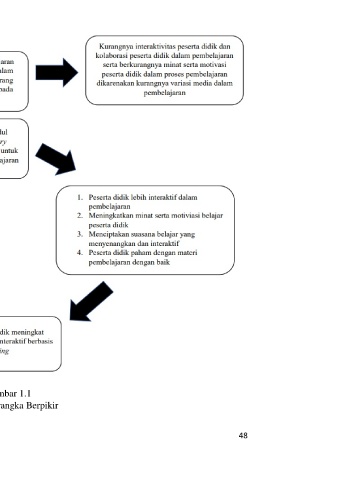 Kurangnya interaktivitas peserta didik dan
kolaborasi peserta didik dalam pembelajaran
serta berkurangnya minat serta motivasi
peserta didik dalam proses pembelajaran
dikarenakan kurangnya variasi media dalam
pembelajaran
aran
alam
rang
pada
dul
ry
untuk
ajaran
1. Peserta didik lebih interaktif dalam
pembelajaran
2. Meningkatkan minat serta motiviasi belajar
peserta didik
3. Menciptakan suasana belajar yang
menyenangkan dan interaktif
4. Peserta didik paham dengan materi
pembelajaran dengan baik
dik meningkat
nteraktif berbasis
ing
mbar 1.1
rangka Berpikir
48